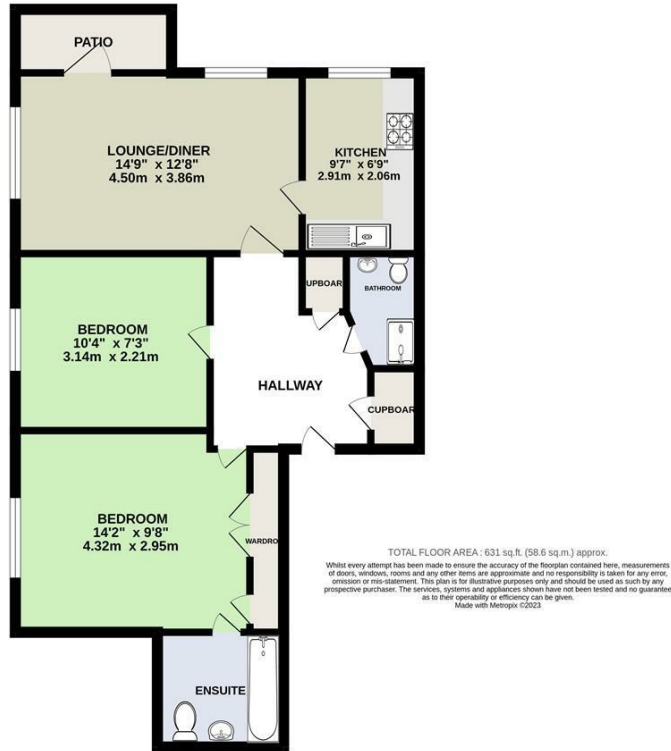 PATIO
LOUNGE/DINER
14'9" x 12'8"
4.50m x 3.86m
KITCHEN
9'7" x 6'9"
2.91m x 2.06m
UPBOAR
BATHROOM
BEDROOM
10'4" x 7'3"
3.14m x 2.21m
HALLWAY
CUPBOAR
BEDROOM
14'2" x 9'8"
4.32m x 2.95m
WARDRO
ENSUITE
TOTAL FLOOR AREA : 631 sq.ft. (58.6 sq.m.) approx.
Whilst every attempt has been made to ensure the accuracy of the floorplan contained here, measurements
of doors, windows, rooms and any other items are approximate and no responsibility is taken for any error,
omission or mis-statement. This plan is for illustrative purposes only and should be used as such by any
prospective purchaser. The services, systems and appliances shown have not been tested and no guarantee
as to their operability or efficiency can be given.
Made with Metropix ©2023